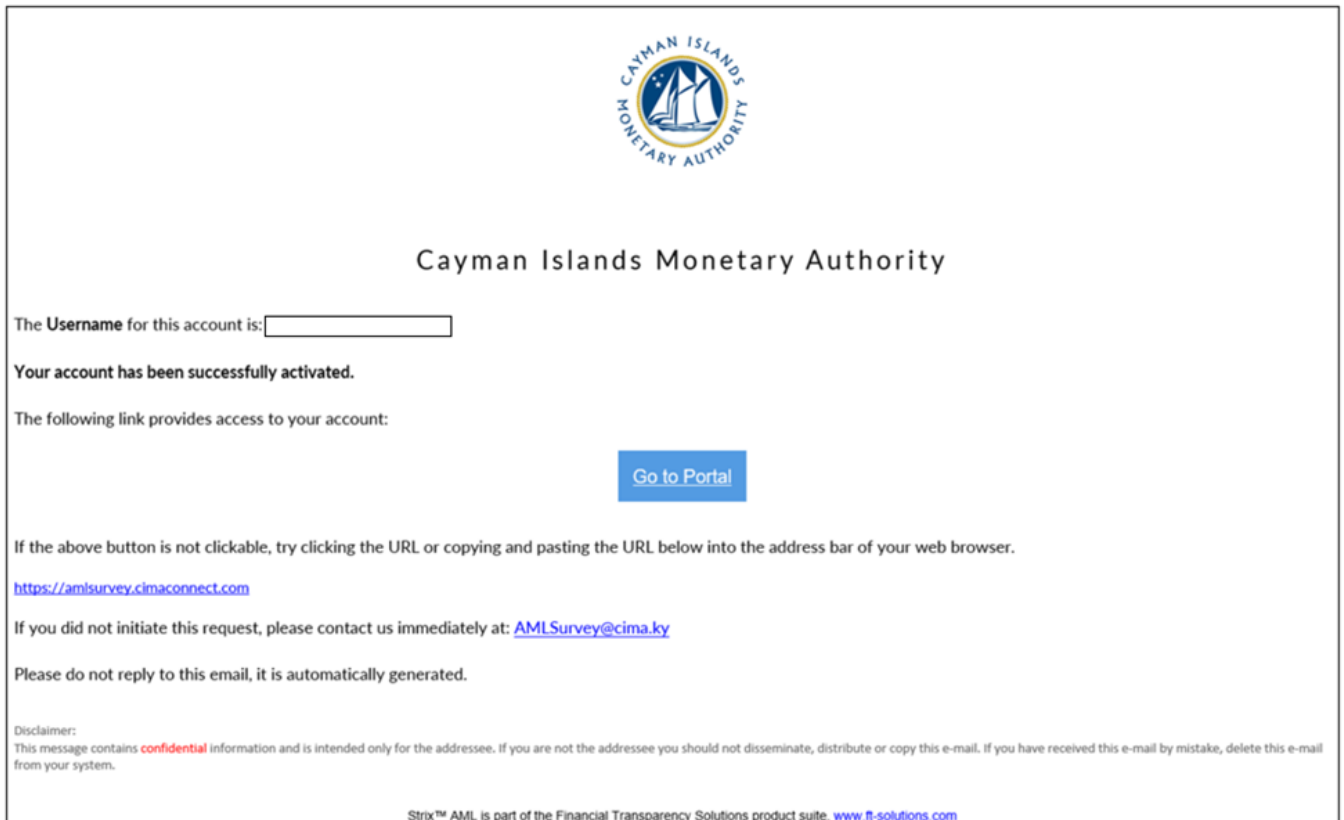 CAYMAN ISLANDS
MONETARY AUTHORITY
Cayman Islands Monetary Authority
The Username for this account is:
Your account has been successfully activated.
The following link provides access to your account:
Go to Portal
If the above button is not clickable, try clicking the URL or copying and pasting the URL below into the address bar of your web browser.
https://amlsurvey.cimaconnect.com
If you did not initiate this request, please contact us immediately at: AMLSurvey@cima.ky
Please do not reply to this email, it is automatically generated.
Disclaimer:
This message contains confidential information and is intended only for the addressee. If you are not the addressee you should not disseminate, distribute or copy this e-mail. If you have received this e-mail by mistake, delete this e-mail
from your system.
Strix™ AML is part of the Financial Transparency Solutions product suite. www.ft-solutions.com